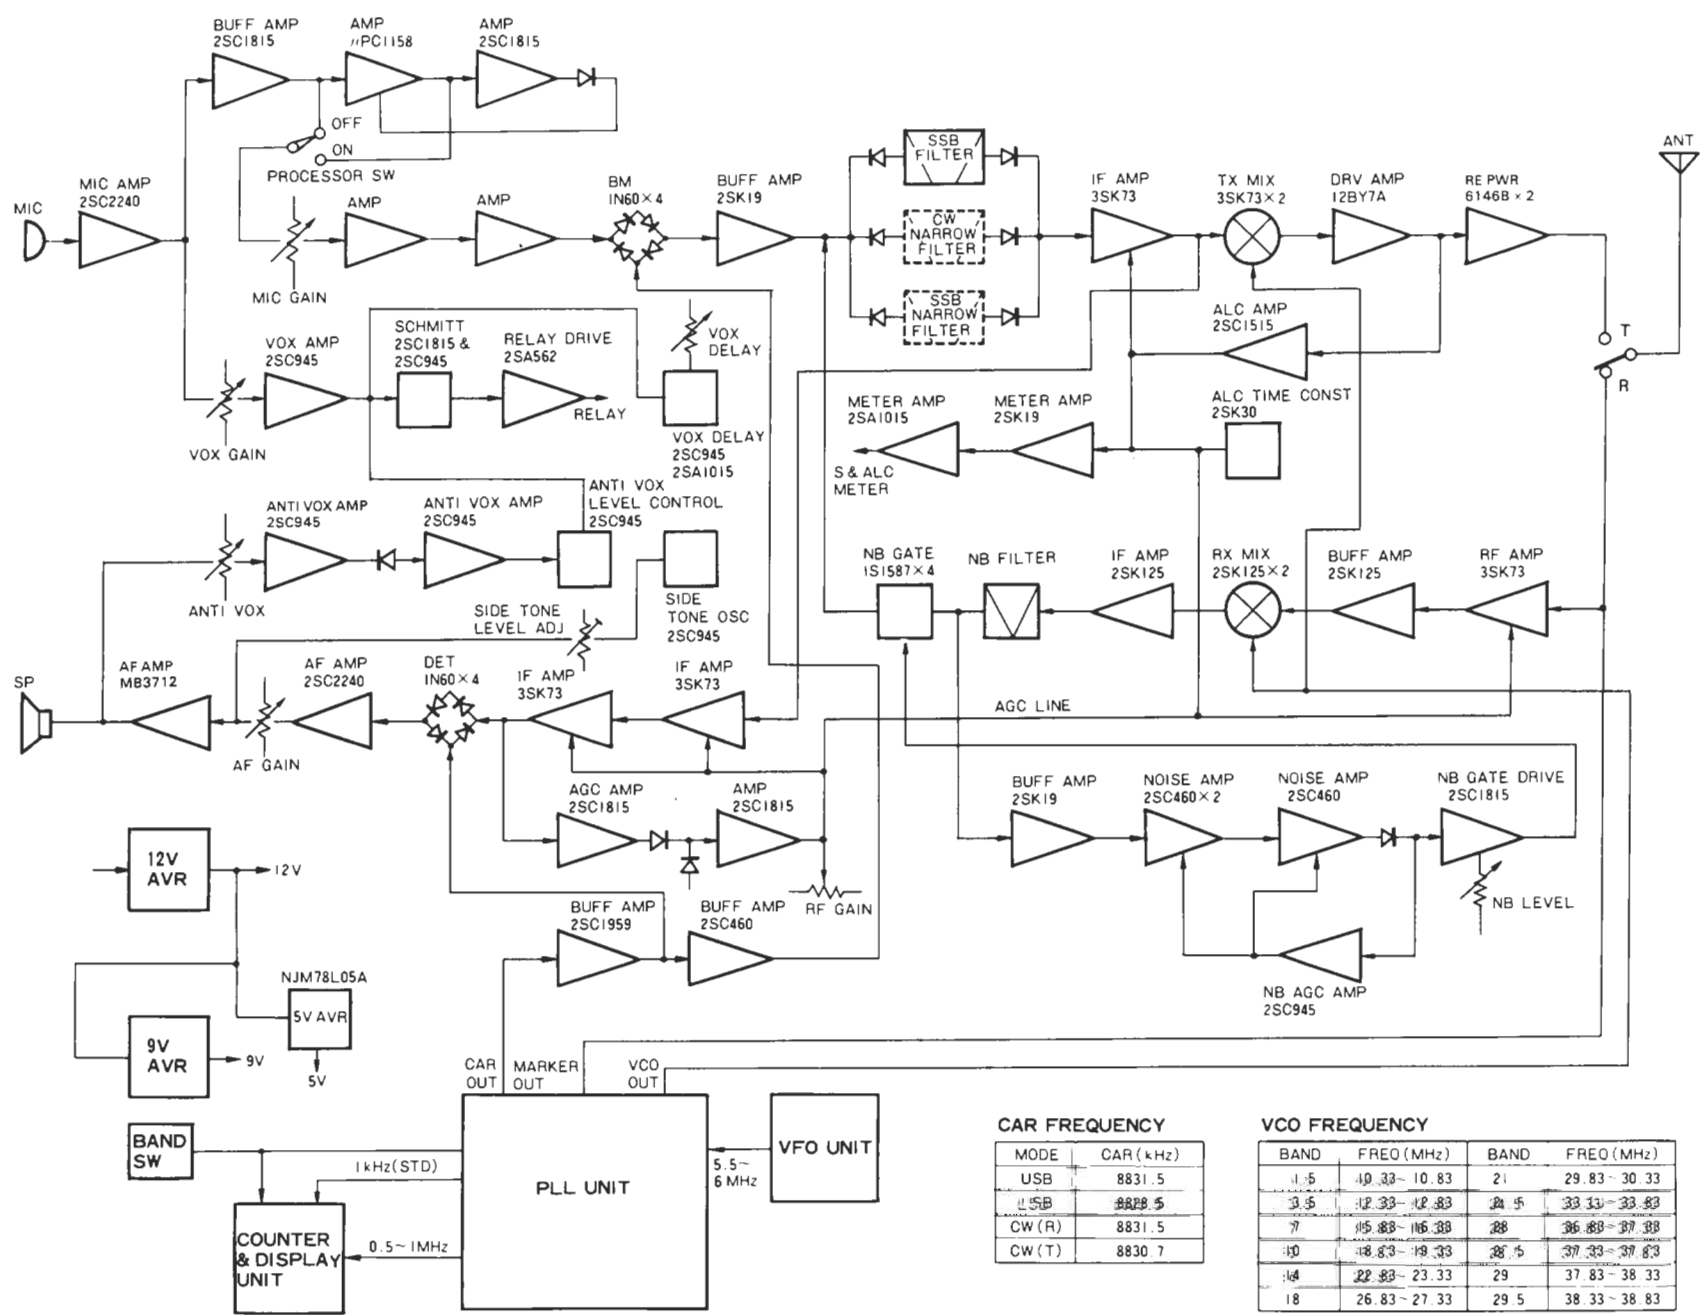 BUFF AMP
2SC1815
AMP
μPC1158
AMP
2SC1815
OFF
ON
PROCESSOR SW
MIC
MIC AMP
2SC2240
AMP
AMP
MIC GAIN
BM
IN60×4
BUFF AMP
2SK19
SSB
FILTER
CW
NARROW
FILTER
SSB
NARROW
FILTER
IF AMP
3SK73
TX MIX
3SK73×2
DRV AMP
12BY7A
RE PWR
6146B × 2
ANT
T
R
ALC AMP
2SC1515
ALC TIME CONST
2SK30
VOX AMP
2SC945
VOX GAIN
SCHMITT
2SC1815 &
2SC945
RELAY DRIVE
2SA562
RELAY
VOX
DELAY
VOX DELAY
2SC945
2SA1015
METER AMP
2SA1015
METER AMP
2SK19
S & ALC
METER
ANTI VOX AMP
2SC945
ANTI VOX AMP
2SC945
ANTI VOX
LEVEL CONTROL
2SC945
ANTI VOX
SIDE TONE
LEVEL ADJ
SIDE
TONE OSC
2SC945
NB GATE
1S1587×4
NB FILTER
IF AMP
2SK125
RX MIX
2SK125×2
BUFF AMP
2SK125
RF AMP
3SK73
SP
AF AMP
MB3712
AF AMP
2SC2240
AF GAIN
DET
IN60×4
IF AMP
3SK73
IF AMP
3SK73
AGC LINE
AGC AMP
2SC1815
AMP
2SC1815
RF GAIN
BUFF AMP
2SK19
NOISE AMP
2SC460×2
NOISE AMP
2SC460
NB GATE DRIVE
2SC1815
NB LEVEL
NB AGC AMP
2SC945
12V
AVR
12V
BUFF AMP
2SC1959
BUFF AMP
2SC460
NJM78L05A
5V AVR
5V
9V
AVR
9V
CAR
OUT
MARKER
OUT
VCO
OUT
BAND
SW
1kHz(STD)
PLL UNIT
5.5~
6MHz
VFO UNIT
COUNTER
& DISPLAY
UNIT
0.5~1MHz
CAR FREQUENCY
MODE CAR(kHz)
USB 8831.5
LSB 8828.5
CW(R) 8831.5
CW(T) 8830.7
VCO FREQUENCY
BAND FREQ(MHz) BAND FREQ(MHz)
1.5 10.33~10.83 21 29.83~30.33
3.5 12.33~12.83 24.5 33.33~33.83
7 15.83~16.33 28 36.83~37.33
10 18.83~19.33 28.5 37.33~37.83
14 22.83~23.33 29 37.83~38.33
18 26.83~27.33 29.5 38.33~38.83